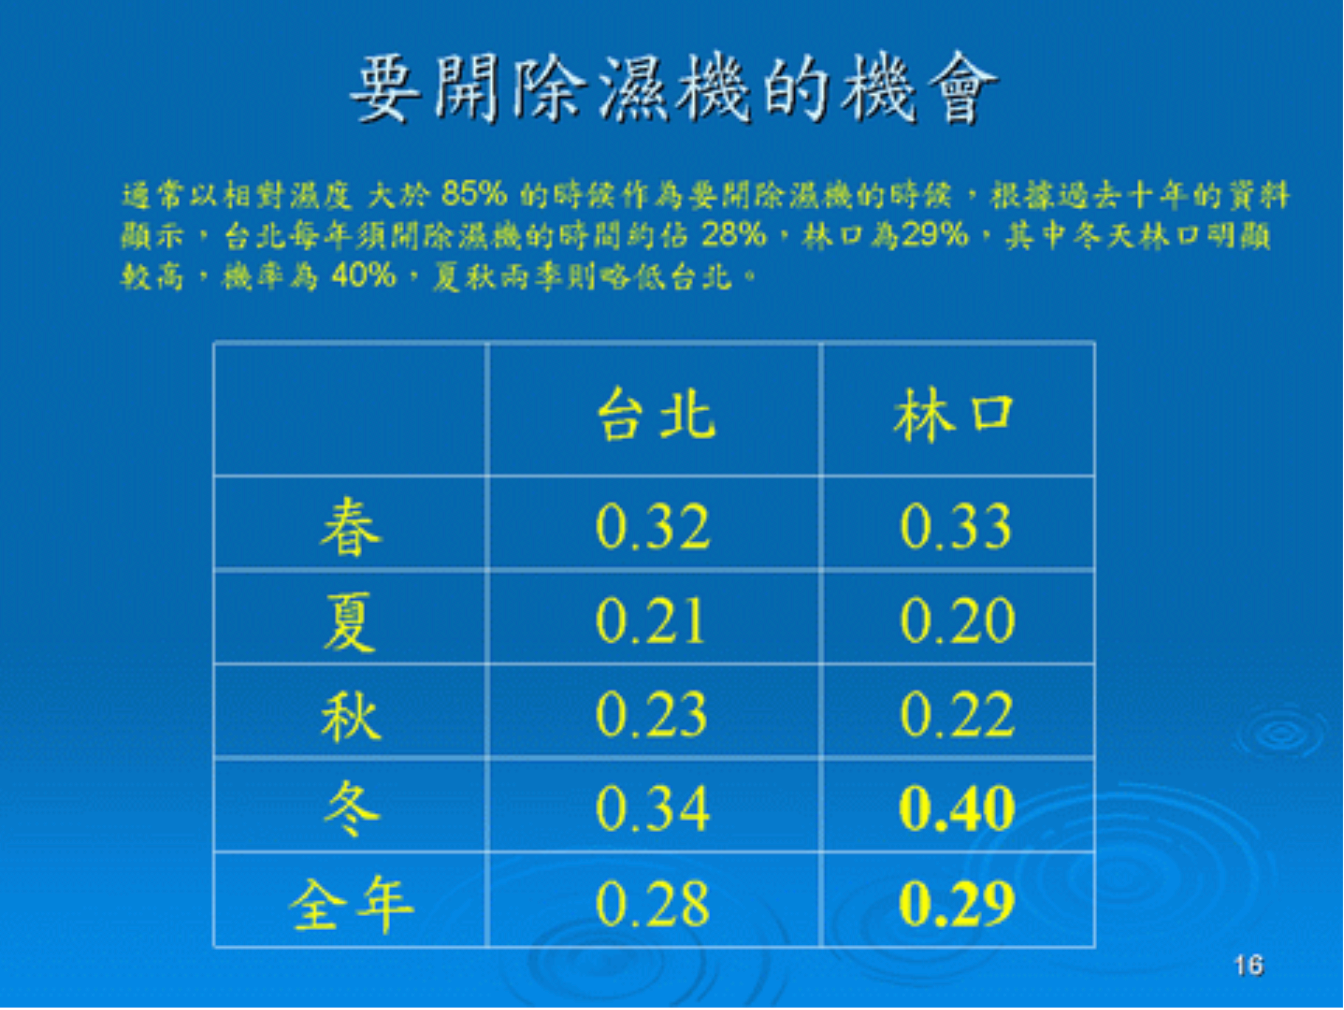 要開除濕機的機會
通常以相對濕度 大於 85% 的時候作為要開除濕機的時候，根據過去十年的資料
顯示，台北每年須開除濕機的時間約佔 28%，林口為29%，其中冬天林口明顯
較高，機率為 40%，夏秋兩季則略低台北。
台北 林口
春 0.32 0.33
夏 0.21 0.20
秋 0.23 0.22
冬 0.34 0.40
全年 0.28 0.29
16